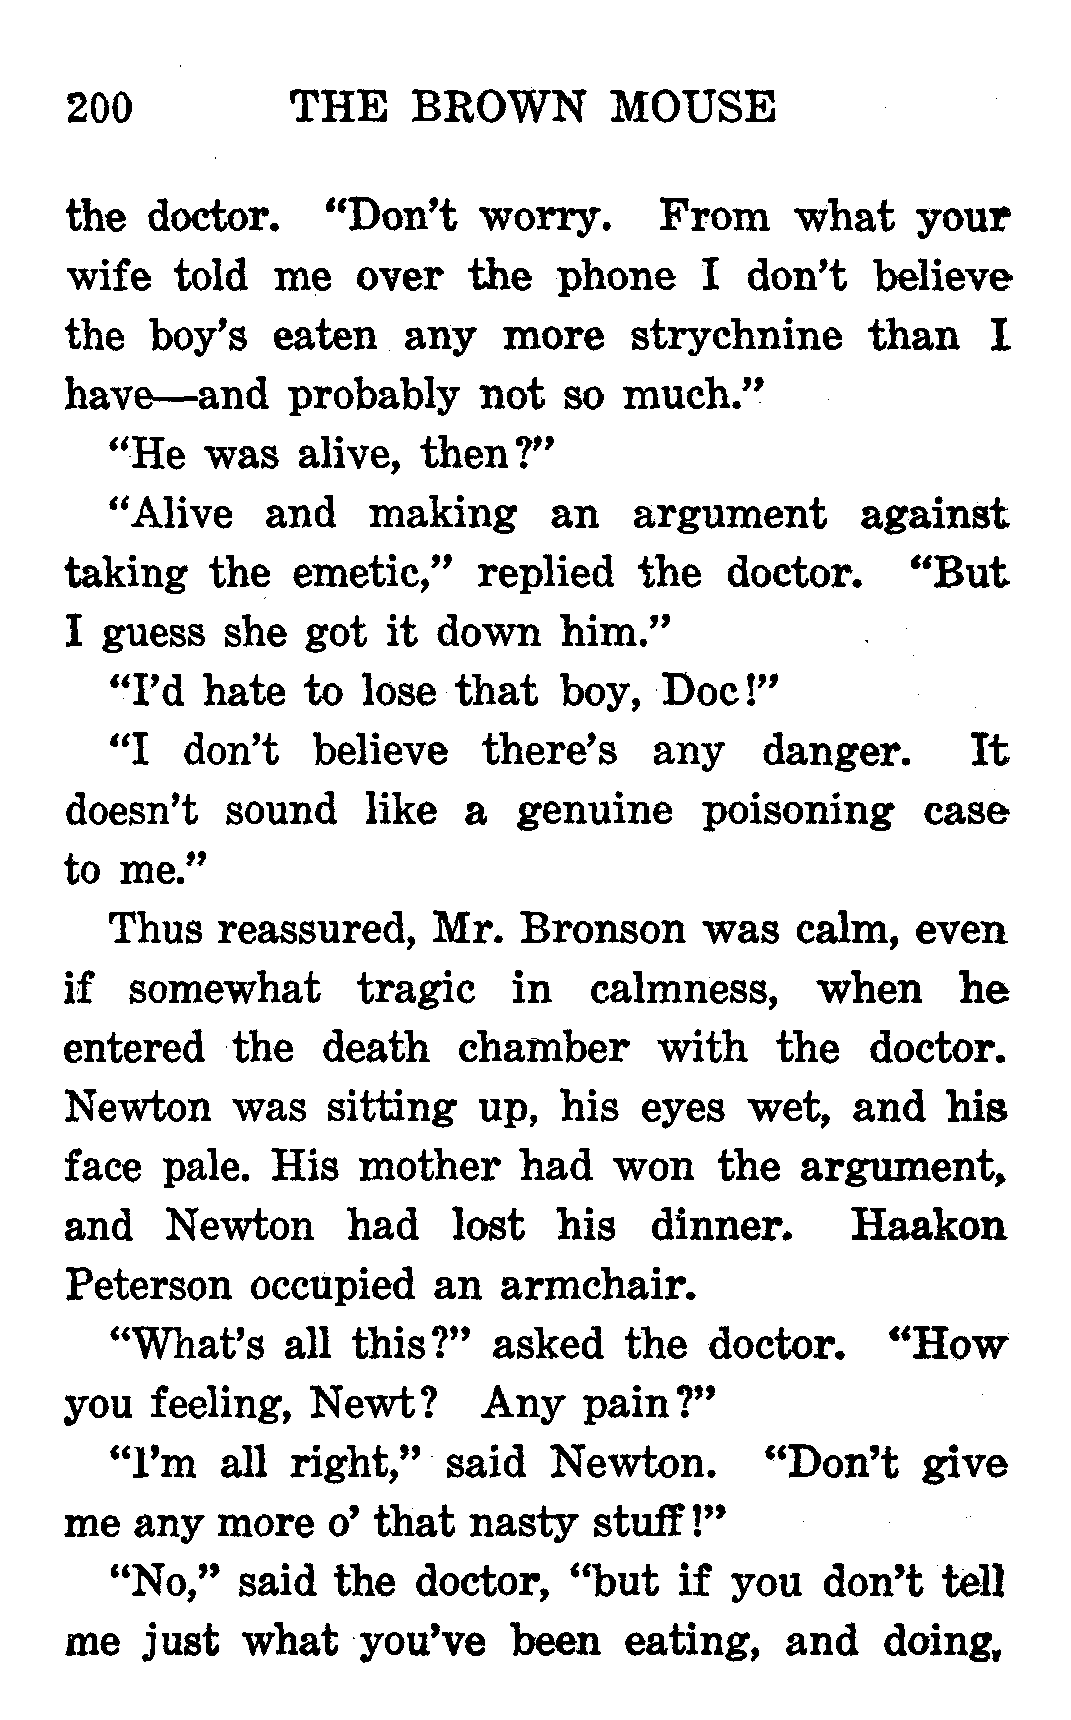 200 THE BROWN MOUSE
the doctor. “Don’t worry. From what your
wife told me over the phone I don’t believe
the boy’s eaten any more strychnine than I
have—and probably not so much.”
“He was alive, then?”
“Alive and making an argument against
taking the emetic,” replied the doctor. “But
I guess she got it down him.”
“I’d hate to lose that boy, Doc!”
“I don’t believe there’s any danger. It
doesn’t sound like a genuine poisoning case
to me.”
Thus reassured, Mr. Bronson was calm, even
if somewhat tragic in calmness, when he
entered the death chamber with the doctor.
Newton was sitting up, his eyes wet, and his
face pale. His mother had won the argument,
and Newton had lost his dinner. Haakon
Peterson occupied an armchair.
“What’s all this?” asked the doctor. “How
you feeling, Newt? Any pain?”
“I’m all right,” said Newton. “Don’t give
me any more o’ that nasty stuff!”
“No,” said the doctor, “but if you don’t tell
me just what you’ve been eating, and doing,